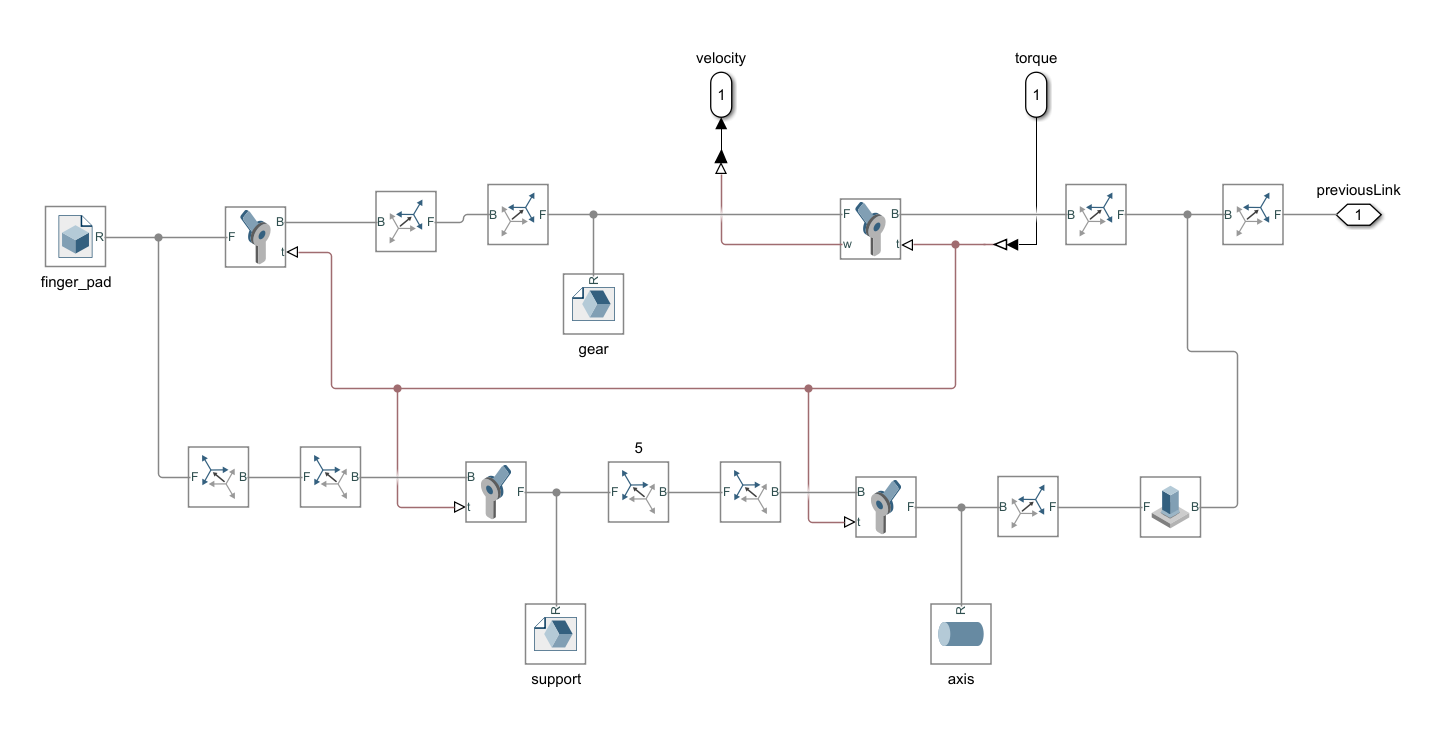 velocity
torque
1
1
previousLink
B F
B F
F B
B F
B F
1
R
F B
w t
t
finger_pad
R
gear
5
F B
F B
B F
F B
F B
B F
B F
F B
t
t
R
R
support
axis